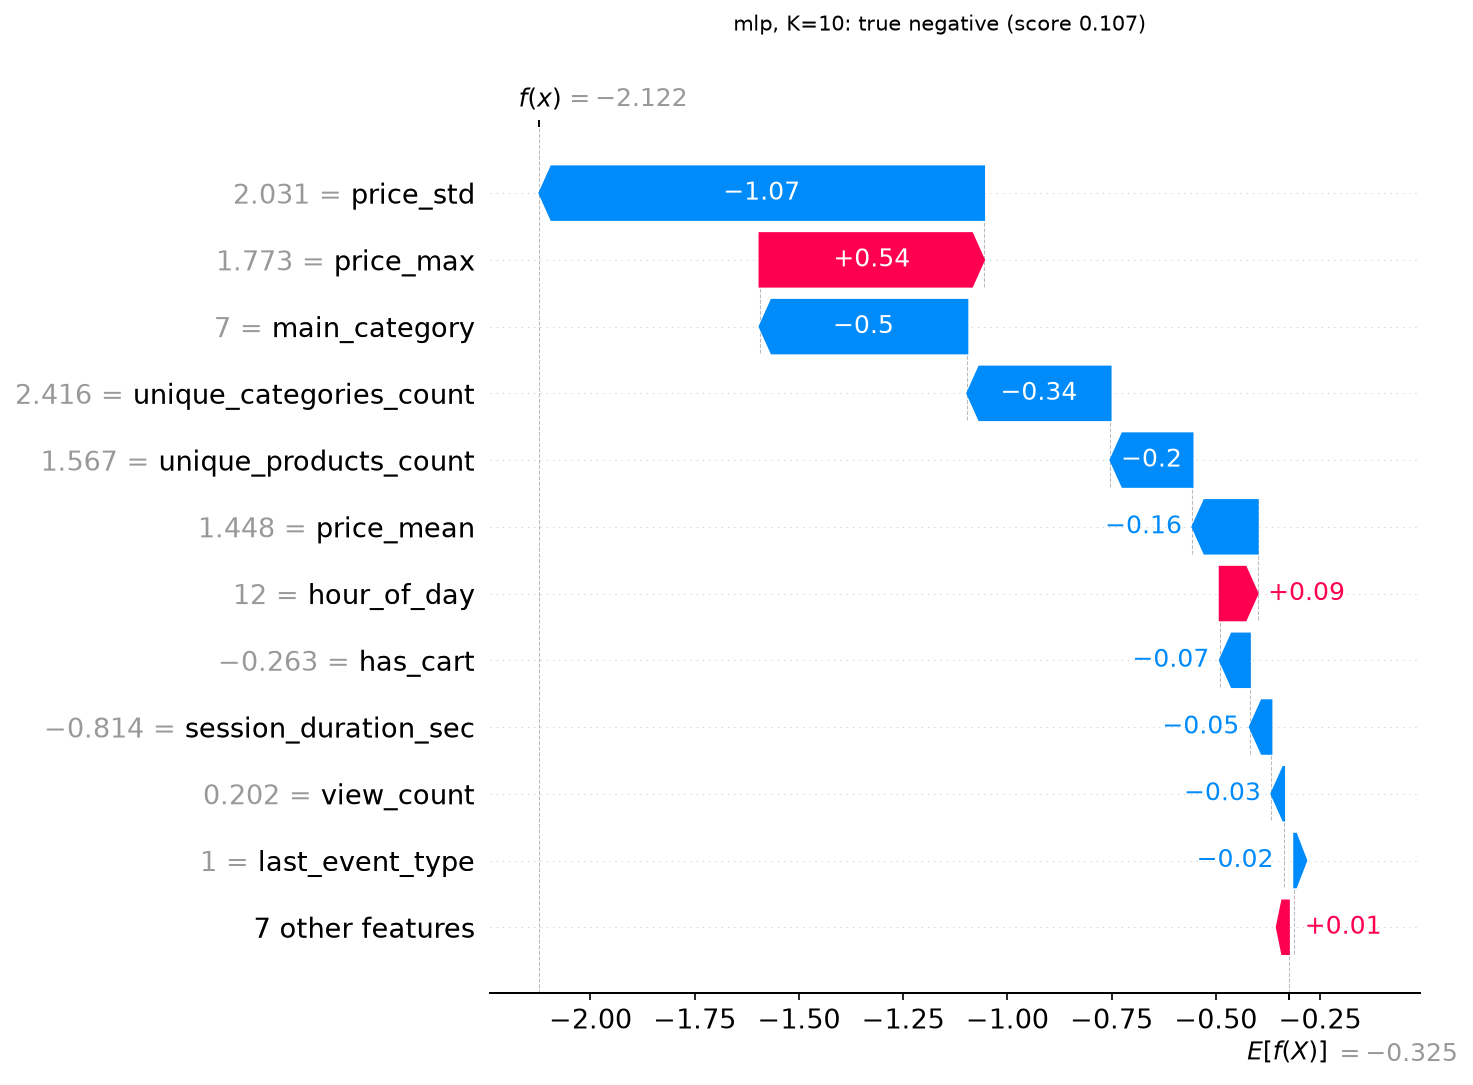 mlp, K=10: true negative (score 0.107)
f(x) = −2.122
2.031 = price_std −1.07
1.773 = price_max +0.54
7 = main_category −0.5
2.416 = unique_categories_count −0.34
1.567 = unique_products_count −0.2
1.448 = price_mean −0.16
12 = hour_of_day +0.09
−0.263 = has_cart −0.07
−0.814 = session_duration_sec −0.05
0.202 = view_count −0.03
1 = last_event_type −0.02
7 other features +0.01
−2.00 −1.75 −1.50 −1.25 −1.00 −0.75 −0.50 −0.25
E[f(X)] = −0.325